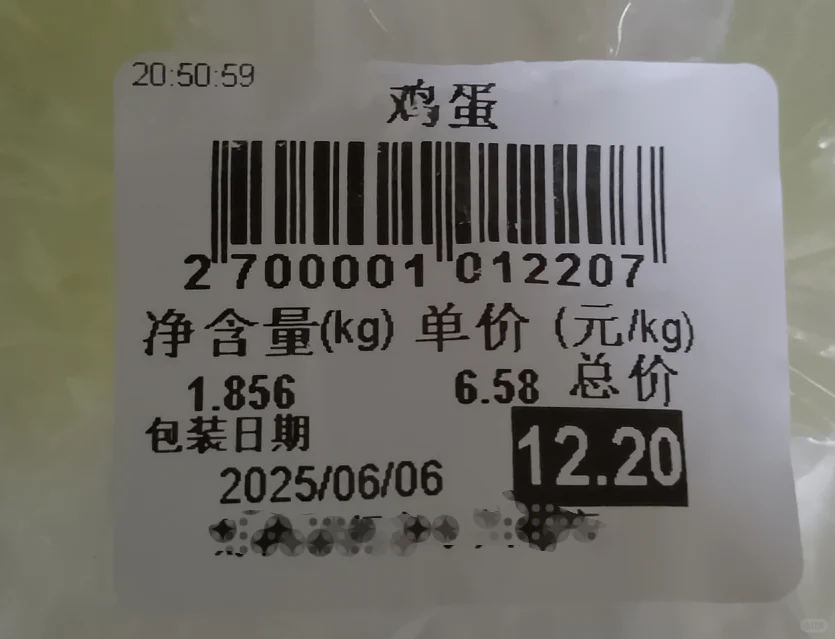 20:50:59
鸡蛋
2 700001 012207
净含量(kg) 单价 (元/kg)
1.856 6.58 总价
包装日期 12.20
2025/06/06